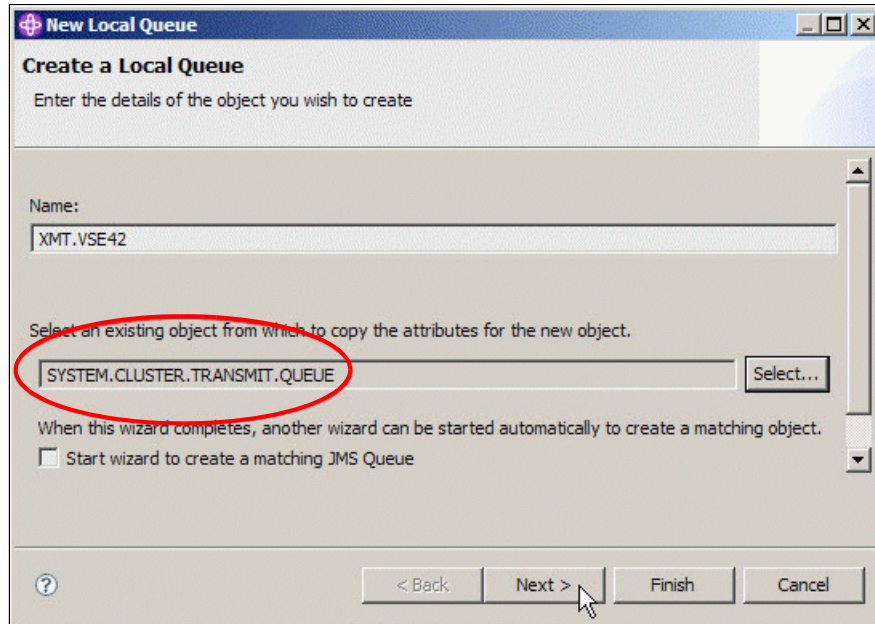 New Local Queue
Create a Local Queue
Enter the details of the object you wish to create
Name:
XMT.VSE42
Select an existing object from which to copy the attributes for the new object.
SYSTEM.CLUSTER.TRANSMIT.QUEUE
Select...
When this wizard completes, another wizard can be started automatically to create a matching object.
Start wizard to create a matching JMS Queue
?
< Back
Next >
Finish
Cancel